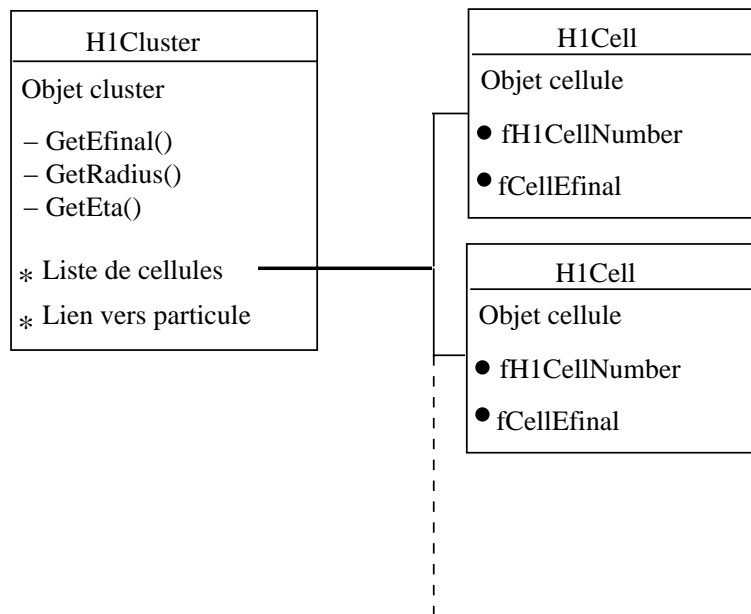 H1Cluster
Objet cluster
– GetEfinal()
– GetRadius()
– GetEta()
* Liste de cellules
* Lien vers particule
H1Cell
Objet cellule
● fH1CellNumber
● fCellEfinal
H1Cell
Objet cellule
● fH1CellNumber
● fCellEfinal